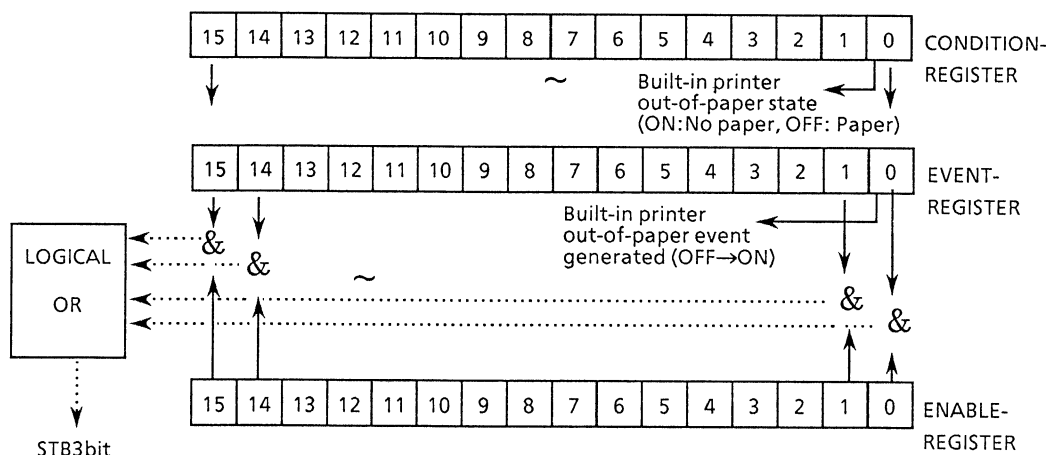 15 14 13 12 11 10 9 8 7 6 5 4 3 2 1 0
CONDITION-
REGISTER
~
Built-in printer
out-of-paper state
(ON:No paper, OFF: Paper)
15 14 13 12 11 10 9 8 7 6 5 4 3 2 1 0
EVENT-
REGISTER
Built-in printer
out-of-paper event
generated (OFF→ON)
LOGICAL
OR
&
&
~
&
&
15 14 13 12 11 10 9 8 7 6 5 4 3 2 1 0
ENABLE-
REGISTER
STB3bit